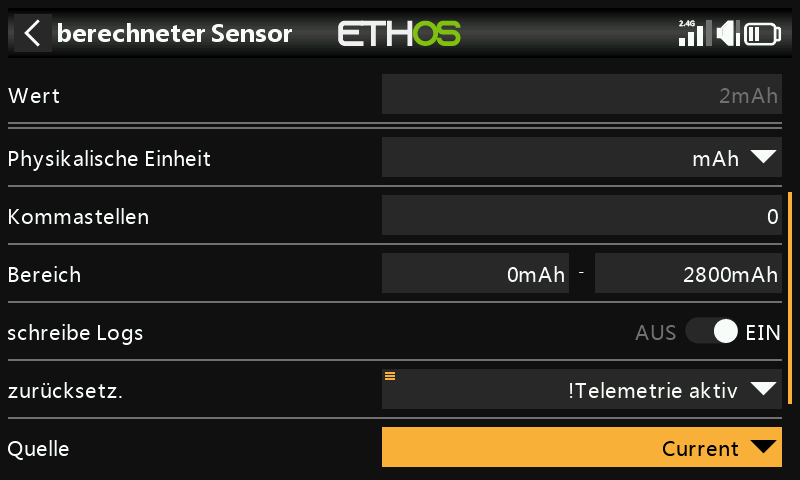 berechneter Sensor ETHOS 2.4G
Wert 2mAh
Physikalische Einheit mAh
Kommastellen 0
Bereich 0mAh - 2800mAh
schreibe Logs AUS EIN
zurücksetz. !Telemetrie aktiv
Quelle Current